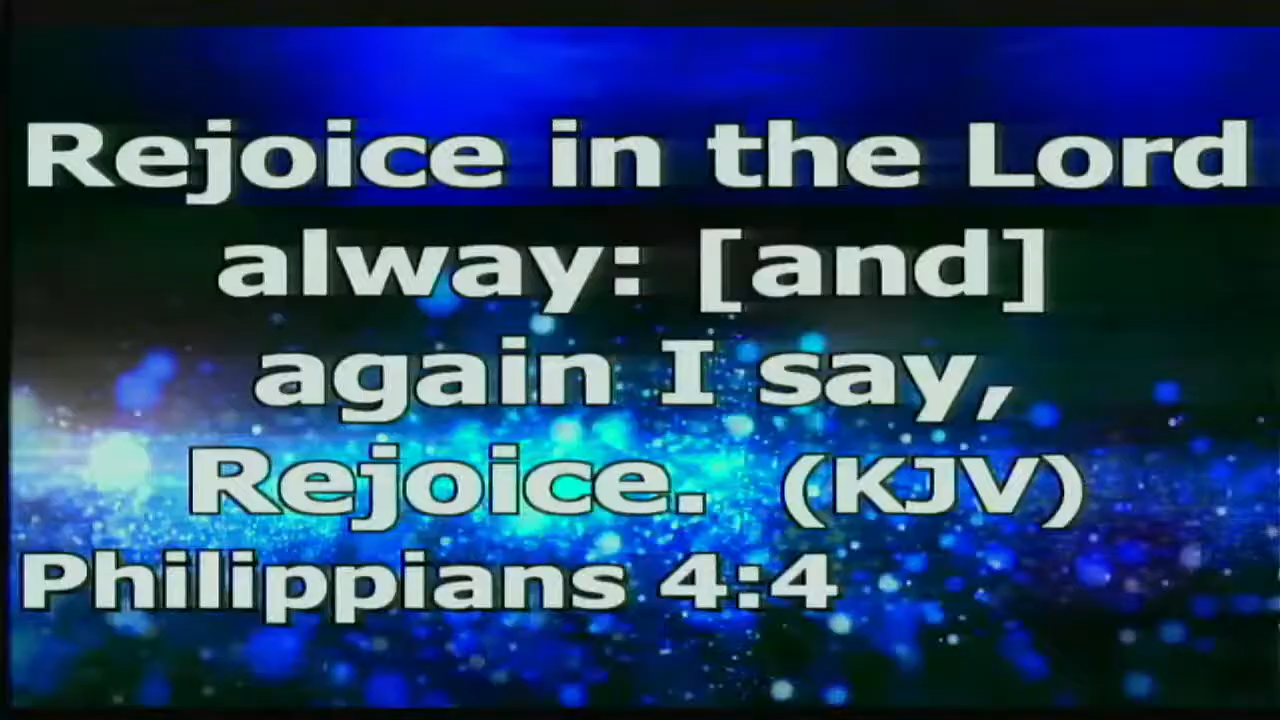 Rejoice in the Lord
alway: [and]
again I say,
Rejoice. (KJV)
Philippians 4:4